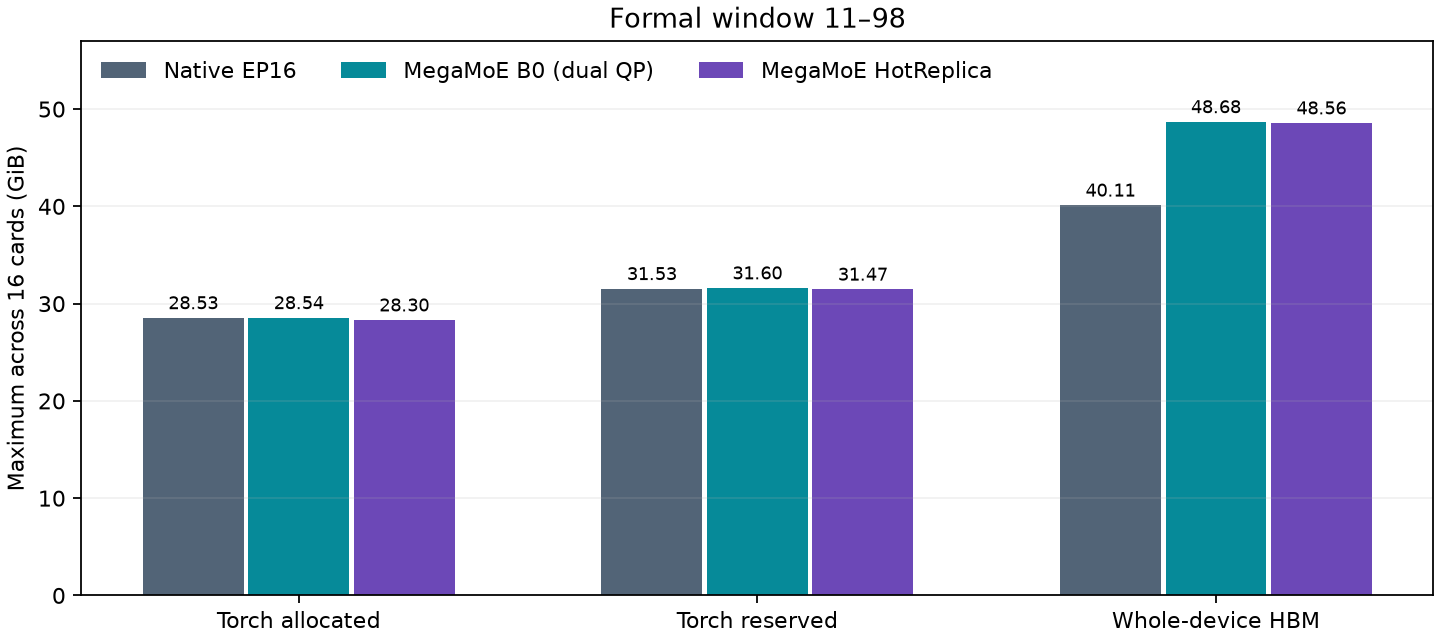 Formal window 11–98
Native EP16
MegaMoE B0 (dual QP)
MegaMoE HotReplica
Maximum across 16 cards (GiB)
50
40
30
20
10
0
28.53
28.54
28.30
31.53
31.60
31.47
40.11
48.68
48.56
Torch allocated
Torch reserved
Whole-device HBM